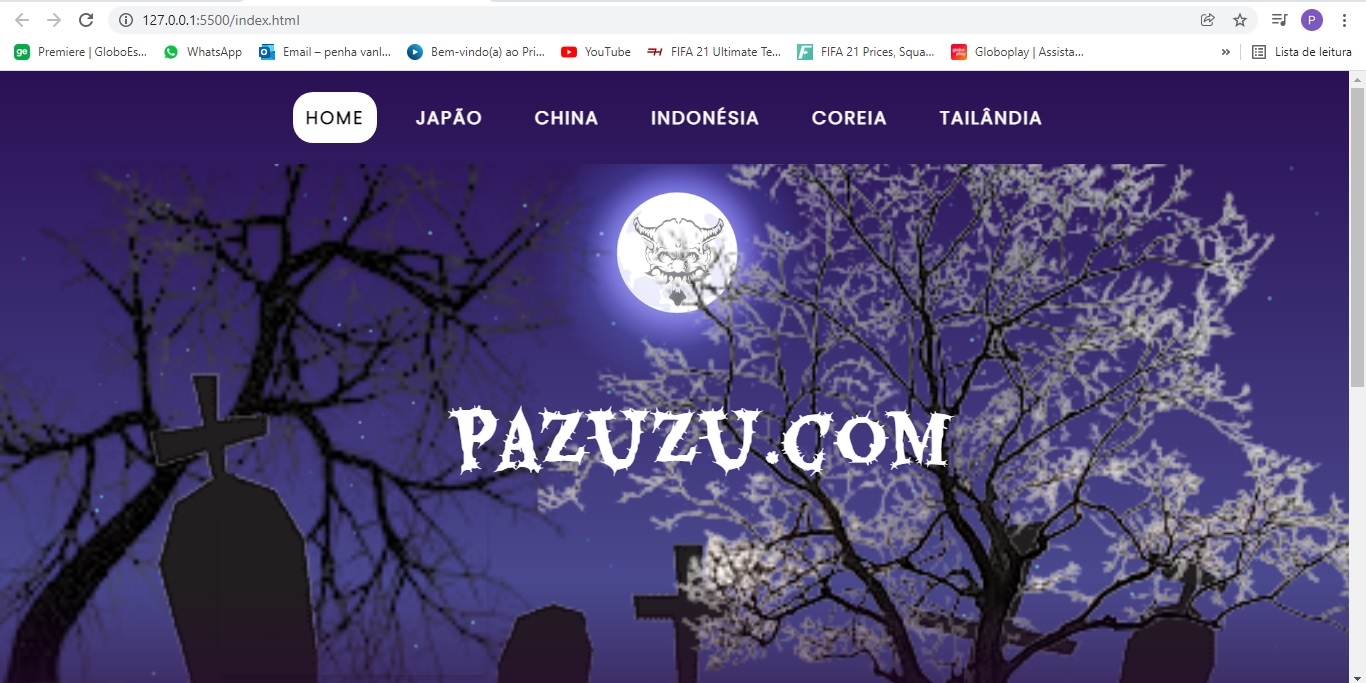 127.0.0.1:5500/index.html
P
ge Premiere | GloboEs... WhatsApp Email – penha vanl... Bem-vindo(a) ao Pri... YouTube FIFA 21 Ultimate Te... FIFA 21 Prices, Squa... Globoplay | Assista... » Lista de leitura
HOME JAPÃO CHINA INDONÉSIA COREIA TAILÂNDIA
PAZUZU.COM